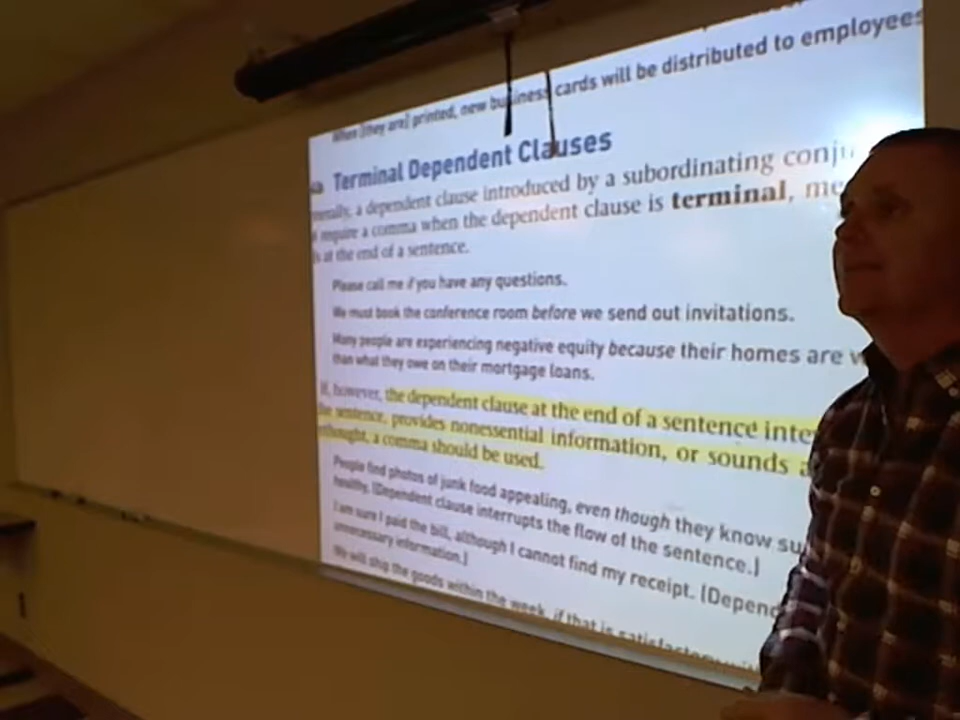 When [they are] printed, new business cards will be distributed to employees
Terminal Dependent Clauses
a dependent clause introduced by a subordinating
require a comma when the dependent clause is terminal,
at the end of a sentence.
Please call me if you have any questions.
We must book the conference room before we send out invitations.
Many people are experiencing negative equity because their homes are
than what they owe on their mortgage loans.
If, however, the dependent clause at the end of a sentence
the sentence, provides nonessential information, or sounds
a comma should be used.
People find photos of junk food appealing, even though they know
healthy. [Dependent clause interrupts the flow of the sentence.]
I am sure I paid the bill, although I cannot find my receipt.
unnecessary information.]
We will ship the goods within the week, if that is satisfactory